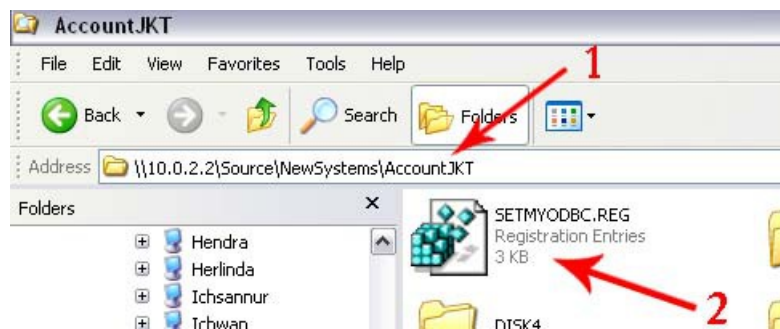 AccountJKT
File Edit View Favorites Tools Help
1
Back Search Folders
Address \\10.0.2.2\Source\NewSystems\AccountJKT
Folders
SETMYODBC.REG
Registration Entries
3 KB
Hendra
Herlinda
Ichsannur
Ichwan
2
DISK4